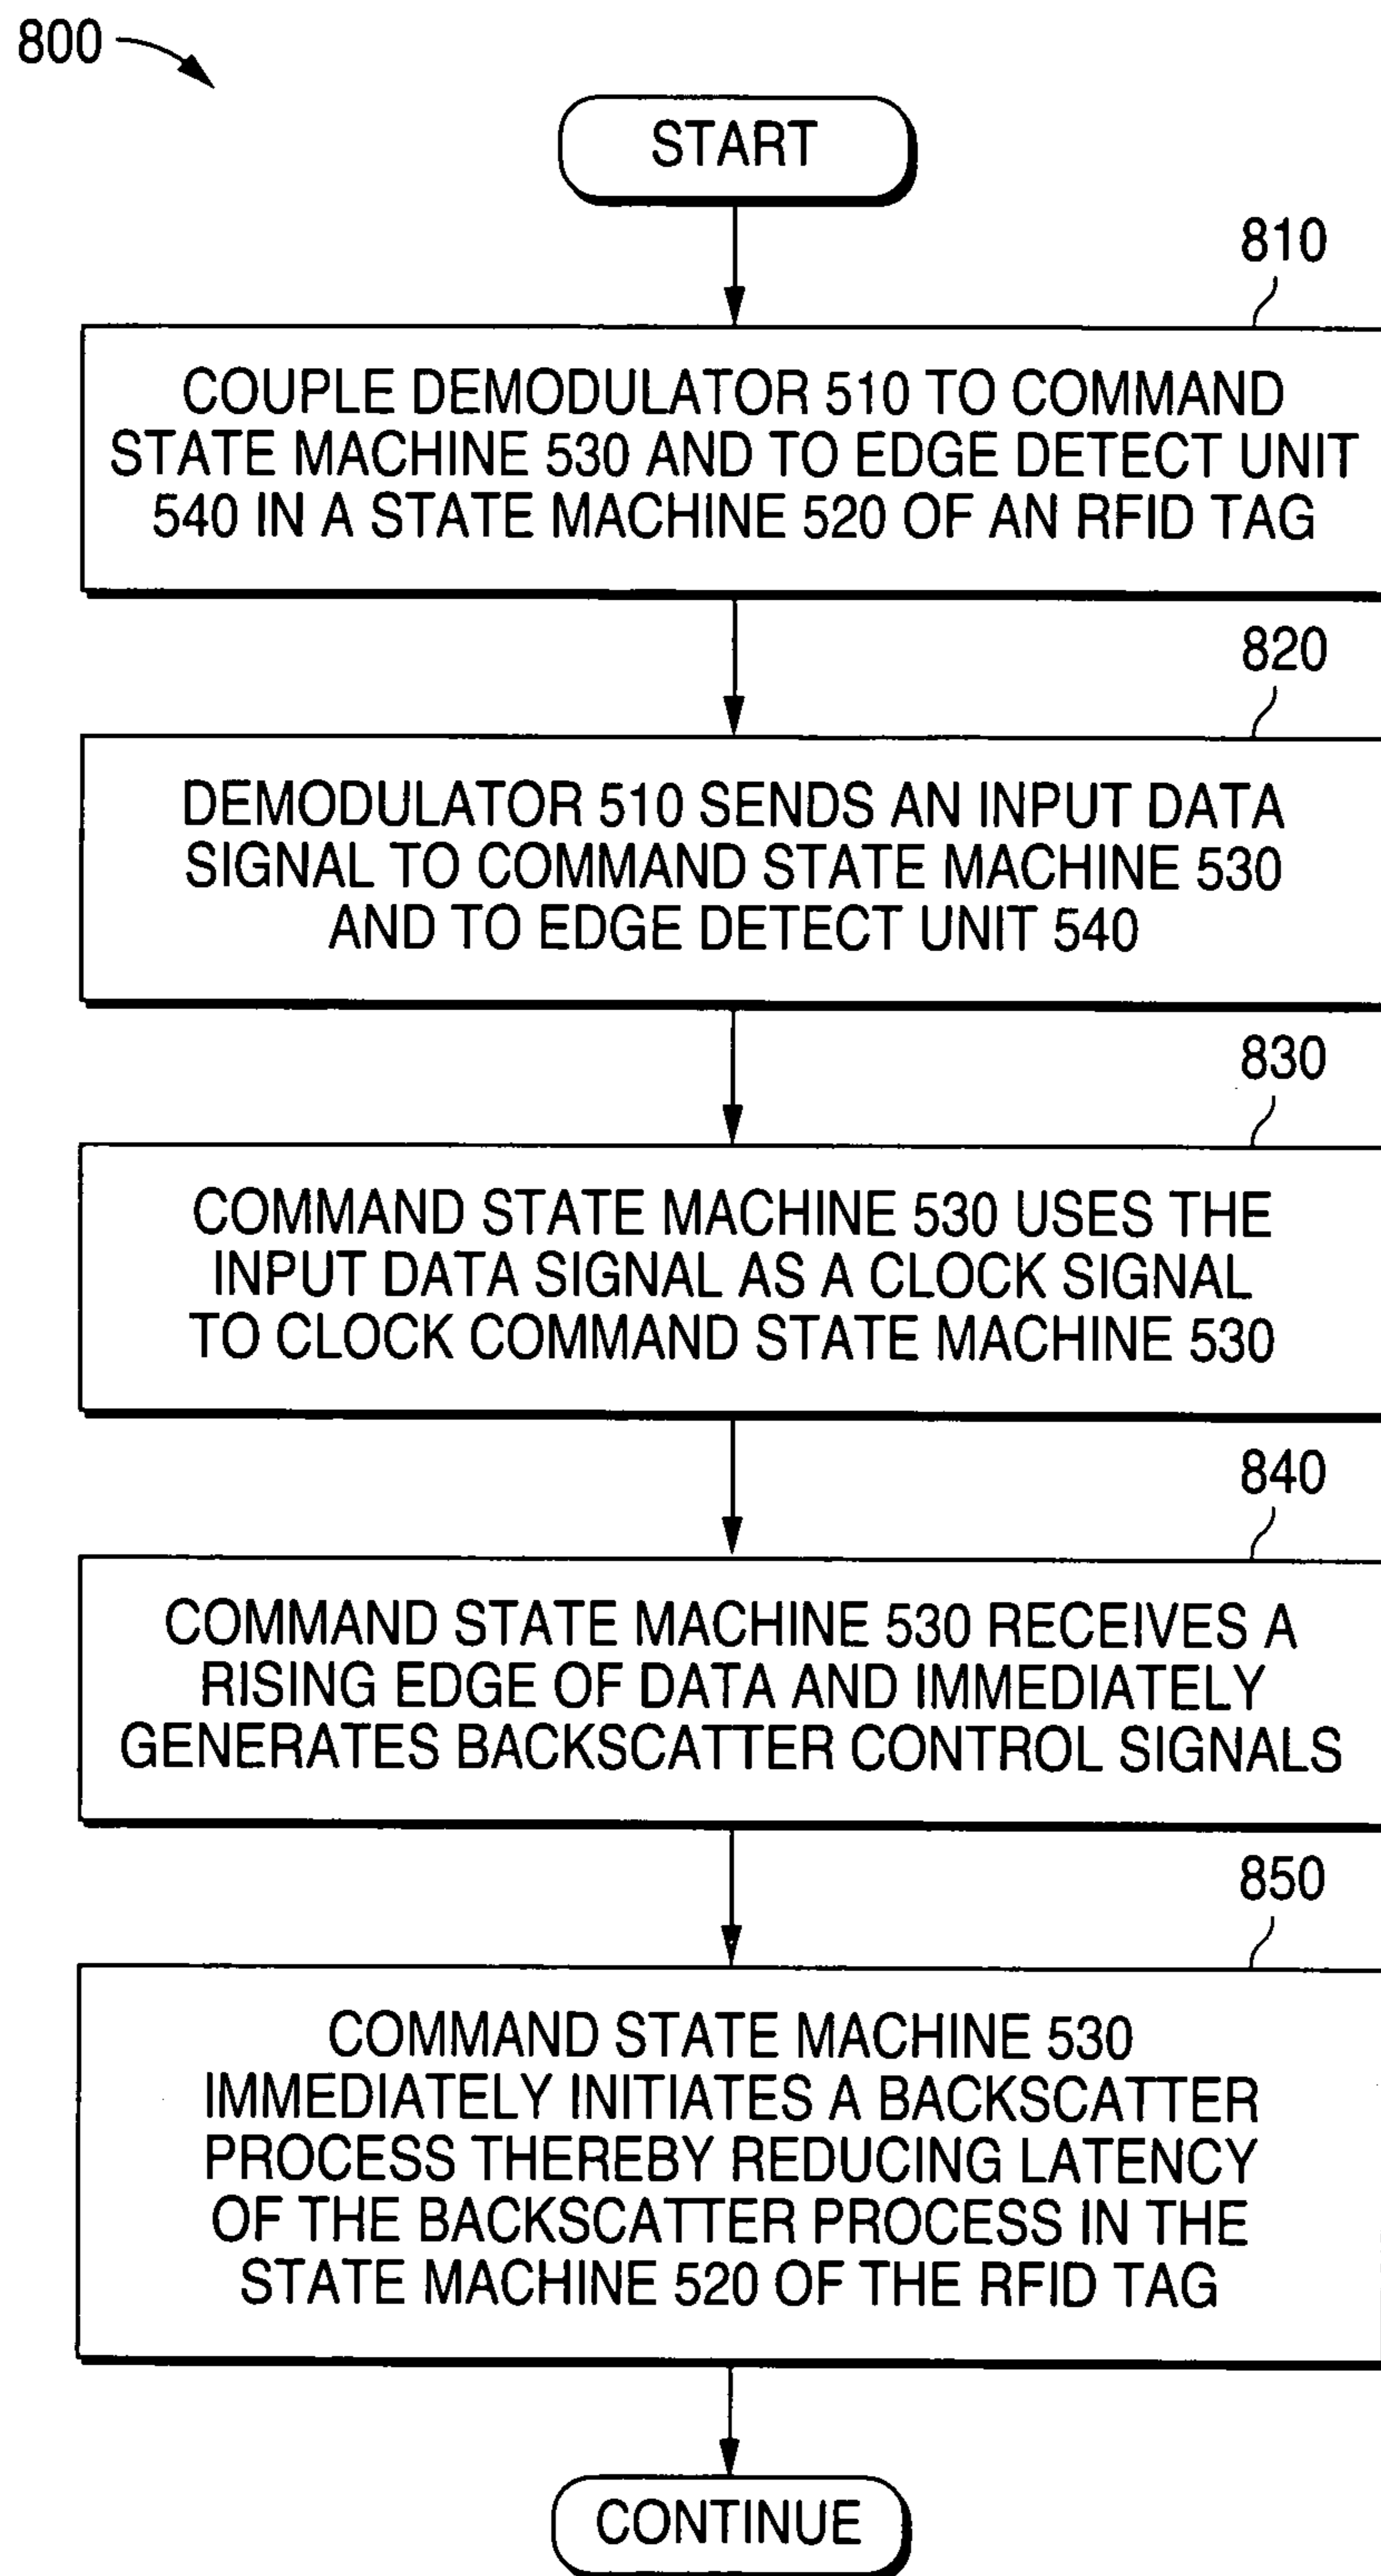 800
START
810
COUPLE DEMODULATOR 510 TO COMMAND
STATE MACHINE 530 AND TO EDGE DETECT UNIT
540 IN A STATE MACHINE 520 OF AN RFID TAG
820
DEMODULATOR 510 SENDS AN INPUT DATA
SIGNAL TO COMMAND STATE MACHINE 530
AND TO EDGE DETECT UNIT 540
830
COMMAND STATE MACHINE 530 USES THE
INPUT DATA SIGNAL AS A CLOCK SIGNAL
TO CLOCK COMMAND STATE MACHINE 530
840
COMMAND STATE MACHINE 530 RECEIVES A
RISING EDGE OF DATA AND IMMEDIATELY
GENERATES BACKSCATTER CONTROL SIGNALS
850
COMMAND STATE MACHINE 530
IMMEDIATELY INITIATES A BACKSCATTER
PROCESS THEREBY REDUCING LATENCY
OF THE BACKSCATTER PROCESS IN THE
STATE MACHINE 520 OF THE RFID TAG
CONTINUE